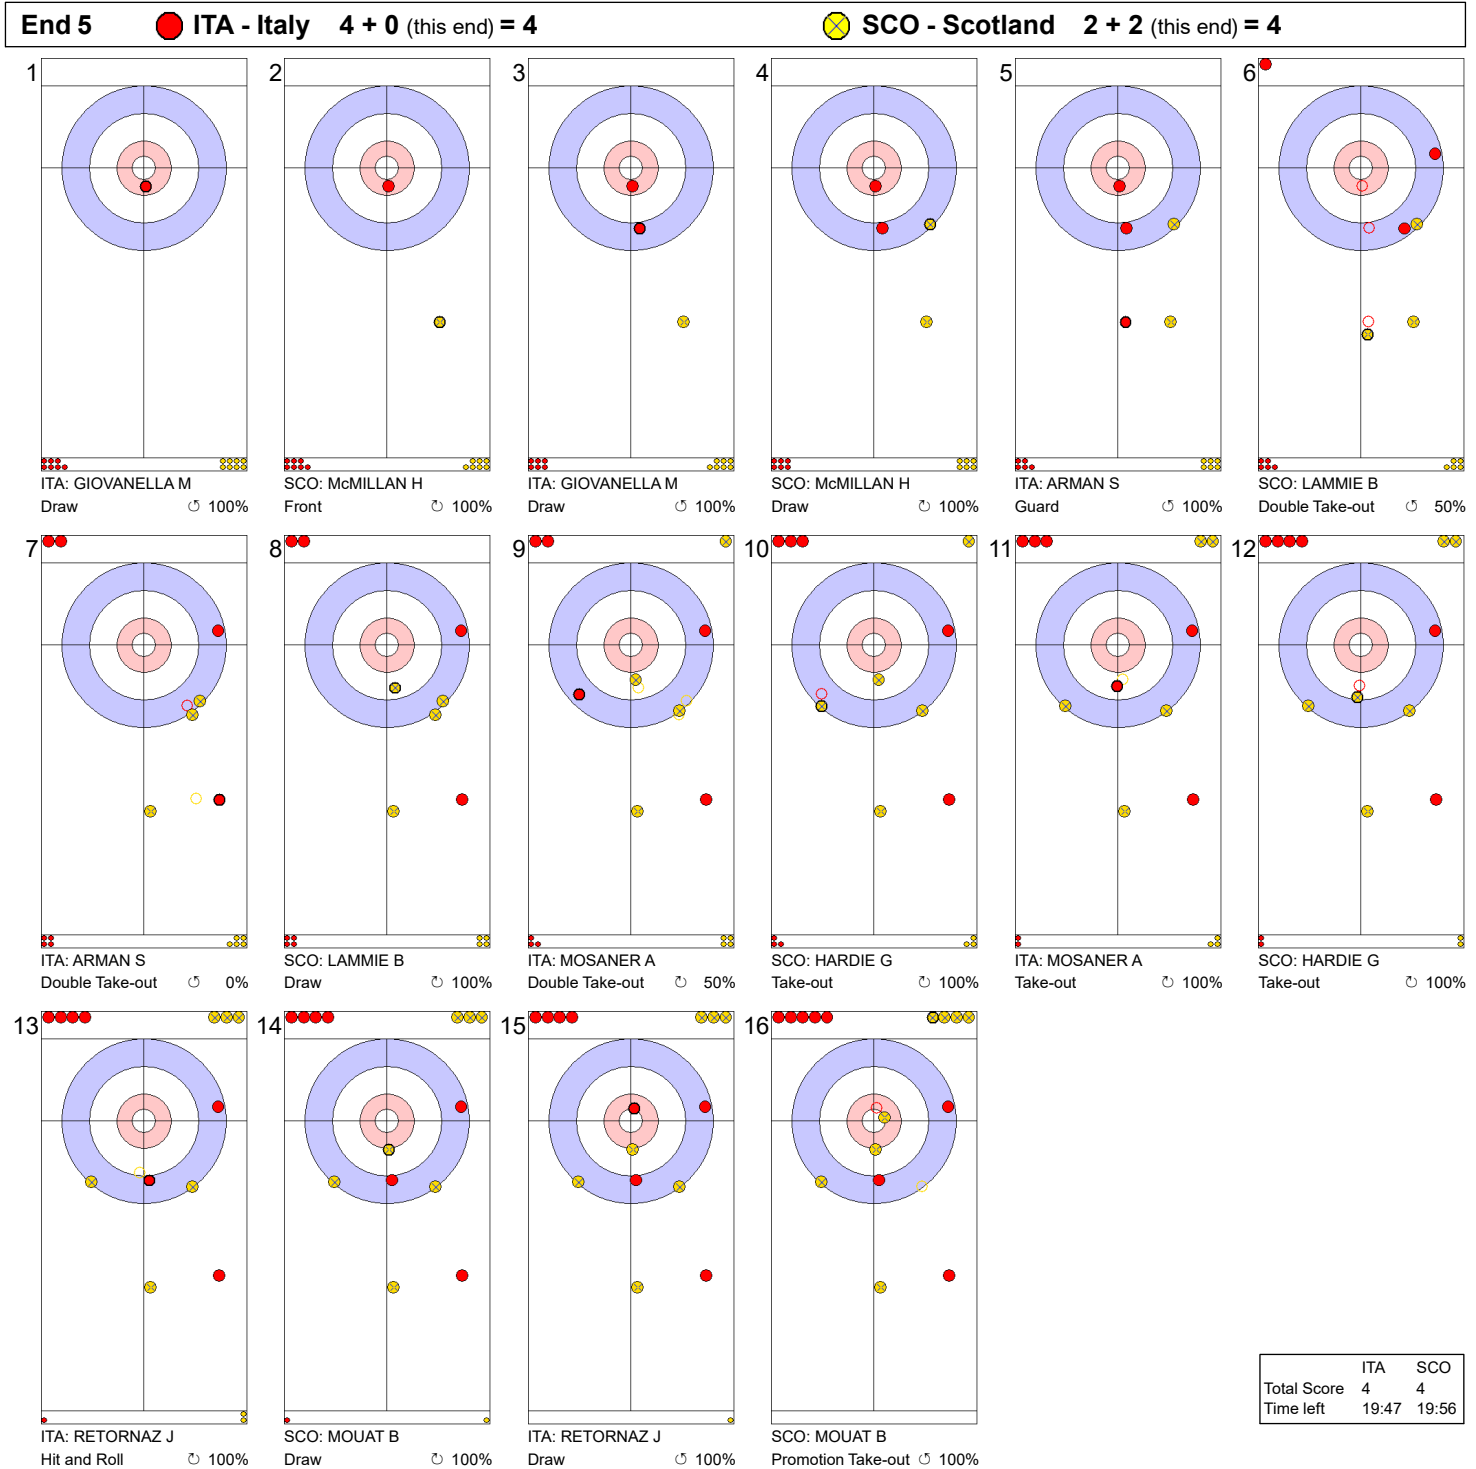 End 5 ITA - Italy 4 + 0 (this end) = 4 SCO - Scotland 2 + 2 (this end) = 4
1
ITA: GIOVANELLA M
Draw ↺ 100%
2
SCO: McMILLAN H
Front ↻ 100%
3
ITA: GIOVANELLA M
Draw ↺ 100%
4
SCO: McMILLAN H
Draw ↻ 100%
5
ITA: ARMAN S
Guard ↺ 100%
6
SCO: LAMMIE B
Double Take-out ↺ 50%
7
ITA: ARMAN S
Double Take-out ↺ 0%
8
SCO: LAMMIE B
Draw ↻ 100%
9
ITA: MOSANER A
Double Take-out ↻ 50%
10
SCO: HARDIE G
Take-out ↻ 100%
11
ITA: MOSANER A
Take-out ↻ 100%
12
SCO: HARDIE G
Take-out ↻ 100%
13
ITA: RETORNAZ J
Hit and Roll ↻ 100%
14
SCO: MOUAT B
Draw ↻ 100%
15
ITA: RETORNAZ J
Draw ↺ 100%
16
SCO: MOUAT B
Promotion Take-out ↺ 100%
ITA SCO
Total Score 4 4
Time left 19:47 19:56